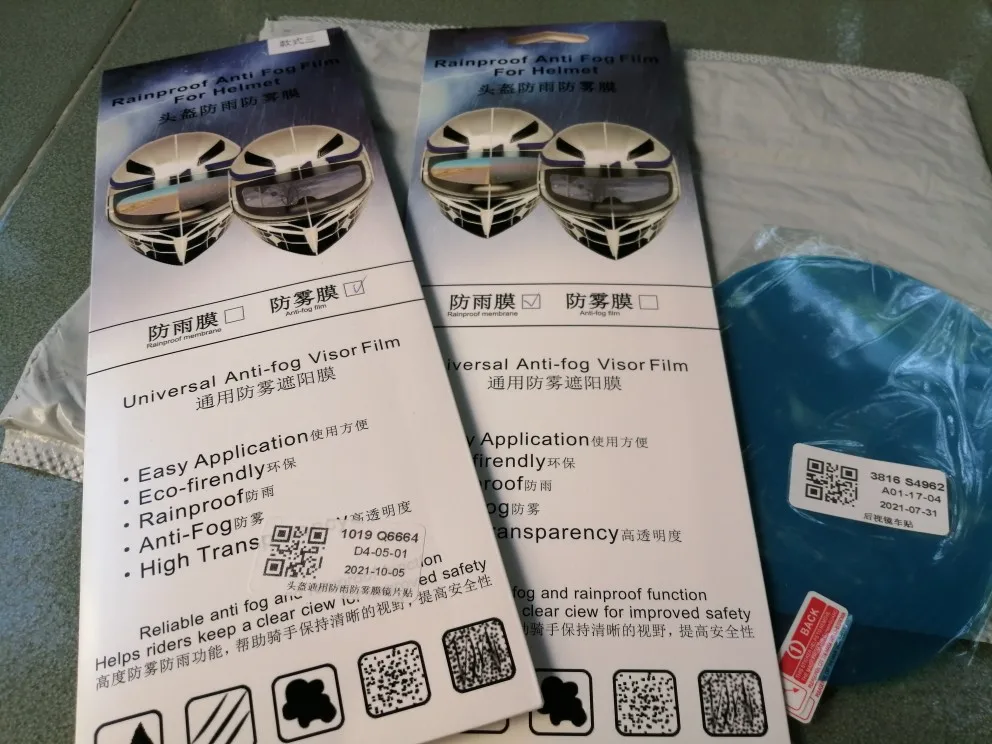 款式三
Rainproof Anti Fog Film
For Helmet
头盔防雨防雾膜
防雨膜
Rainproof membrane
防雾膜
Anti-fog film
Universal Anti-fog Visor Film
通用防雾遮阳膜
Easy Application使用方便
Eco-firendly环保
Rainproof防雨
Anti-Fog防雾
High Trans
y高透明度
1019 Q6664
D4-05-01
2021-10-05
头盔通用防雨防雾膜镜片贴
Reliable anti fog and
on
Helps riders keep a clear ciew for
ed safety
高度防雾防雨功能，帮助骑手保持清晰的视野，提高安全性
Rainproof Anti Fog Film
For Helmet
头盔防雨防雾膜
防雨膜
Rainproof membrane
防雾膜
Anti-fog film
iversal Anti-fog Visor Film
通用防雾遮阳膜
y Application使用方便
firendly环保
roof防雨
og防雾
ansparency高透明度
fog and rainproof function
clear ciew for improved safety
助骑手保持清晰的视野，提高安全性
3816 S4962
A01-17-04
2021-07-31
后视镜车贴
1
BACK